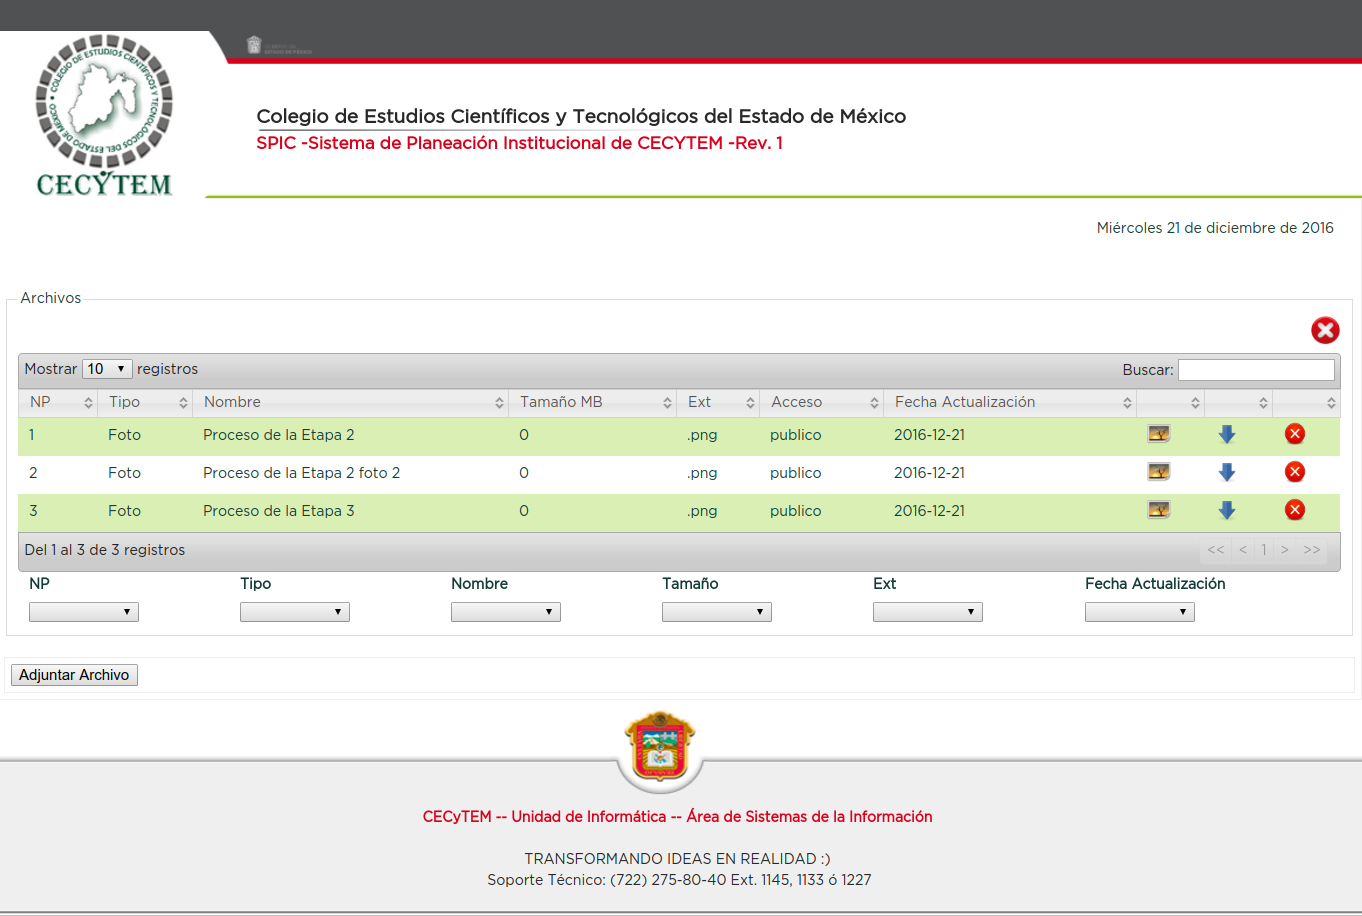 COLEGIO DE ESTUDIOS CIENTÍFICOS Y TECNOLÓGICOS DEL ESTADO DE MÉXICO
CECYTEM
Colegio de Estudios Científicos y Tecnológicos del Estado de México
SPIC -Sistema de Planeación Institucional de CECYTEM -Rev. 1
Miércoles 21 de diciembre de 2016
Archivos
Mostrar 10 registros Buscar:
NP Tipo Nombre Tamaño MB Ext Acceso Fecha Actualización
1 Foto Proceso de la Etapa 2 0 .png publico 2016-12-21
2 Foto Proceso de la Etapa 2 foto 2 0 .png publico 2016-12-21
3 Foto Proceso de la Etapa 3 0 .png publico 2016-12-21
Del 1 al 3 de 3 registros << < 1 > >>
NP Tipo Nombre Tamaño Ext Fecha Actualización
Adjuntar Archivo
CECyTEM -- Unidad de Informática -- Área de Sistemas de la Información
TRANSFORMANDO IDEAS EN REALIDAD :)
Soporte Técnico: (722) 275-80-40 Ext. 1145, 1133 ó 1227